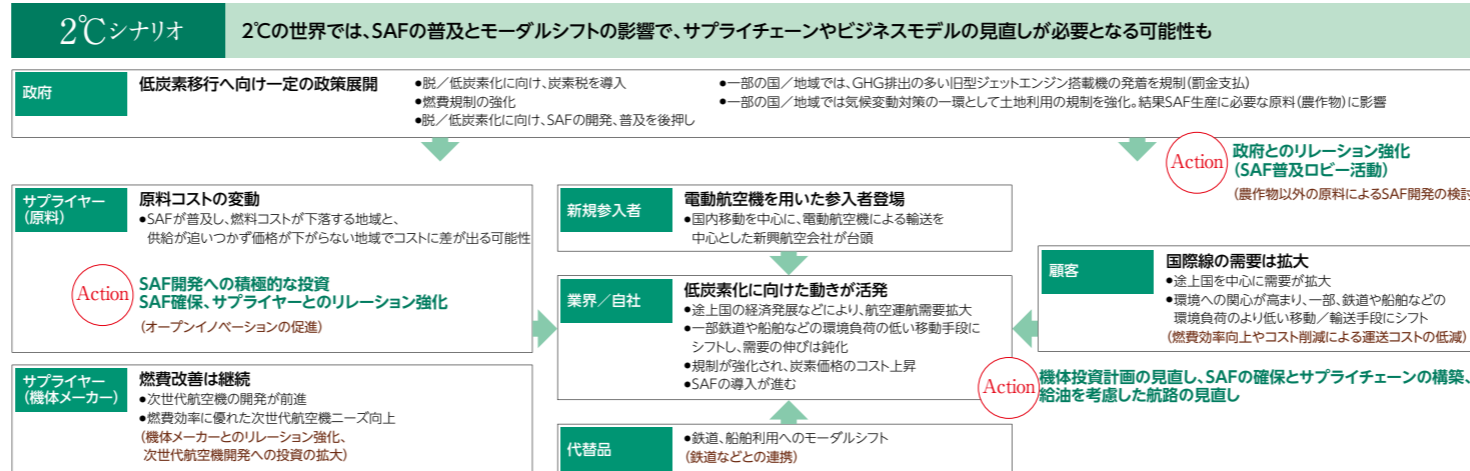 2℃シナリオ
2℃の世界では、SAFの普及とモーダルシフトの影響で、サプライチェーンやビジネスモデルの見直しが必要となる可能性も
政府
低炭素移行へ向け一定の政策展開
●脱／低炭素化に向け、炭素税を導入
●燃費規制の強化
●脱／低炭素化に向け、SAFの開発、普及を後押し
●一部の国／地域では、GHG排出の多い旧型ジェットエンジン搭載機の発着を規制(罰金支払)
●一部の国／地域では気候変動対策の一環として土地利用の規制を強化。結果SAF生産に必要な原料(農作物)に影響
Action
政府とのリレーション強化
(SAF普及ロビー活動)
(農作物以外の原料によるSAF開発の検討
サプライヤー
(原料)
原料コストの変動
●SAFが普及し、燃料コストが下落する地域と、
供給が追いつかず価格が下がらない地域でコストに差が出る可能性
Action
SAF開発への積極的な投資
SAF確保、サプライヤーとのリレーション強化
(オープンイノベーションの促進)
サプライヤー
(機体メーカー)
燃費改善は継続
●次世代航空機の開発が前進
●燃費効率に優れた次世代航空機ニーズ向上
(機体メーカーとのリレーション強化、
次世代航空機開発への投資の拡大)
新規参入者
電動航空機を用いた参入者登場
●国内移動を中心に、電動航空機による輸送を
中心とした新興航空会社が台頭
業界／自社
低炭素化に向けた動きが活発
●途上国の経済発展などにより、航空運航需要拡大
●一部鉄道や船舶などの環境負荷の低い移動手段に
シフトし、需要の伸びは鈍化
●規制が強化され、炭素価格のコスト上昇
●SAFの導入が進む
代替品
●鉄道、船舶利用へのモーダルシフト
(鉄道などとの連携)
顧客
国際線の需要は拡大
●途上国を中心に需要が拡大
●環境への関心が高まり、一部、鉄道や船舶などの
環境負荷のより低い移動／輸送手段にシフト
(燃費効率向上やコスト削減による運送コストの低減)
Action
機体投資計画の見直し、SAFの確保とサプライチェーンの構築、
給油を考慮した航路の見直し